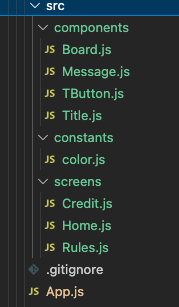 src
components
JS Board.js
JS Message.js
JS TButton.js
JS Title.js
constants
JS color.js
screens
JS Credit.js
JS Home.js
JS Rules.js
.gitignore
JS App.js